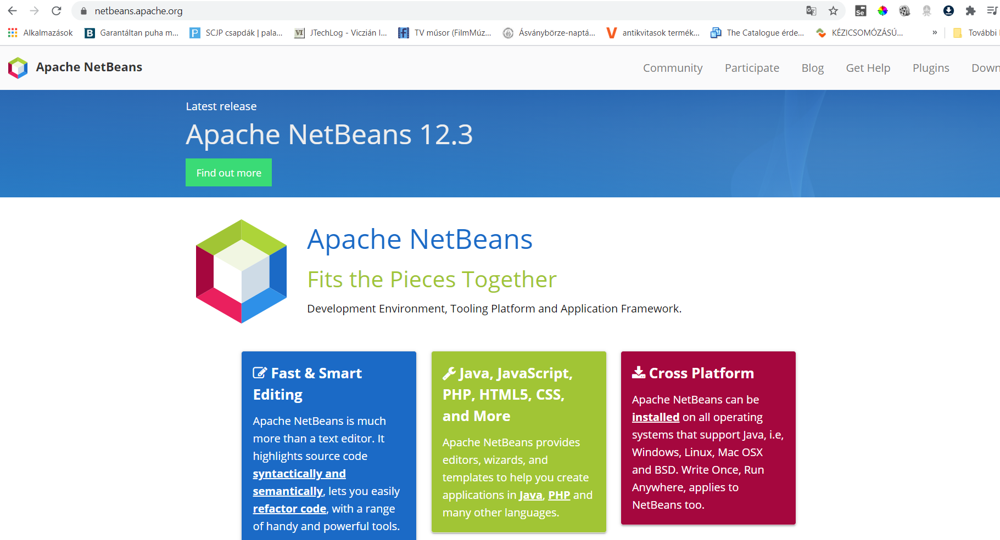 netbeans.apache.org
Alkalmazások Garantáltan puha m... SCJP csapdák | pala... JTechLog - Viczián I... TV műsor (FilmMúz... Ásványbörze-naptá... antikvitasok termék... The Catalogue érde... KÉZICSOMÓZÁSÚ... » További
Apache NetBeans
Community Participate Blog Get Help Plugins Down
Latest release
Apache NetBeans 12.3
Find out more
Apache NetBeans
Fits the Pieces Together
Development Environment, Tooling Platform and Application Framework.
Fast & Smart
Editing
Apache NetBeans is much
more than a text editor. It
highlights source code
syntactically and
semantically, lets you easily
refactor code, with a range
of handy and powerful tools.
Java, JavaScript,
PHP, HTML5, CSS,
and More
Apache NetBeans provides
editors, wizards, and
templates to help you create
applications in Java, PHP and
many other languages.
Cross Platform
Apache NetBeans can be
installed on all operating
systems that support Java, i.e,
Windows, Linux, Mac OSX
and BSD. Write Once, Run
Anywhere, applies to
NetBeans too.